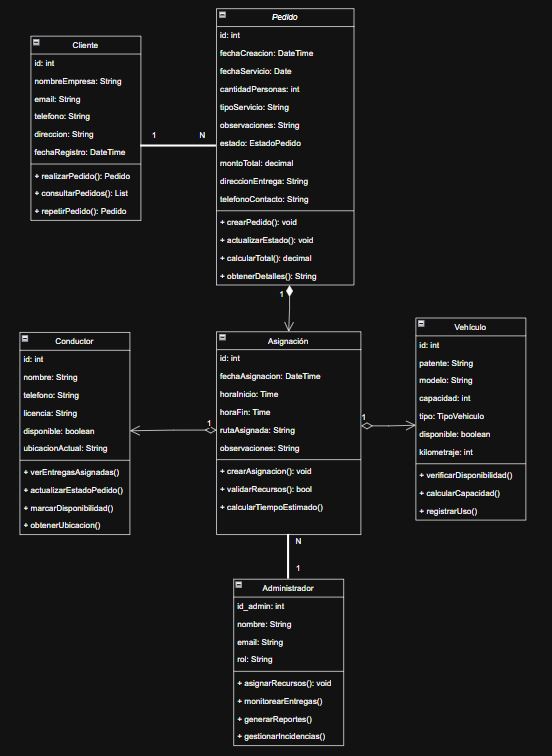 Pedido
id: int
fechaCreacion: DateTime
fechaServicio: Date
cantidadPersonas: int
tipoServicio: String
observaciones: String
estado: EstadoPedido
montoTotal: decimal
direccionEntrega: String
telefonoContacto: String
+ crearPedido(): void
+ actualizarEstado(): void
+ calcularTotal(): decimal
+ obtenerDetalles(): String
Cliente
id: int
nombreEmpresa: String
email: String
telefono: String
direccion: String
fechaRegistro: DateTime
+ realizarPedido(): Pedido
+ consultarPedidos(): List
+ repetirPedido(): Pedido
1
N
1
Conductor
id: int
nombre: String
telefono: String
licencia: String
disponible: boolean
ubicacionActual: String
+ verEntregasAsignadas()
+ actualizarEstadoPedido()
+ marcarDisponibilidad()
+ obtenerUbicacion()
1
Asignación
id: int
fechaAsignacion: DateTime
horaInicio: Time
horaFin: Time
rutaAsignada: String
observaciones: String
+ crearAsignacion(): void
+ validarRecursos(): bool
+ calcularTiempoEstimado()
1
Vehículo
id: int
patente: String
modelo: String
capacidad: int
tipo: TipoVehiculo
disponible: boolean
kilometraje: int
+ verificarDisponibilidad()
+ calcularCapacidad()
+ registrarUso()
N
1
Administrador
id_admin: int
nombre: String
email: String
rol: String
+ asignarRecursos(): void
+ monitorearEntregas()
+ generarReportes()
+ gestionarIncidencias()